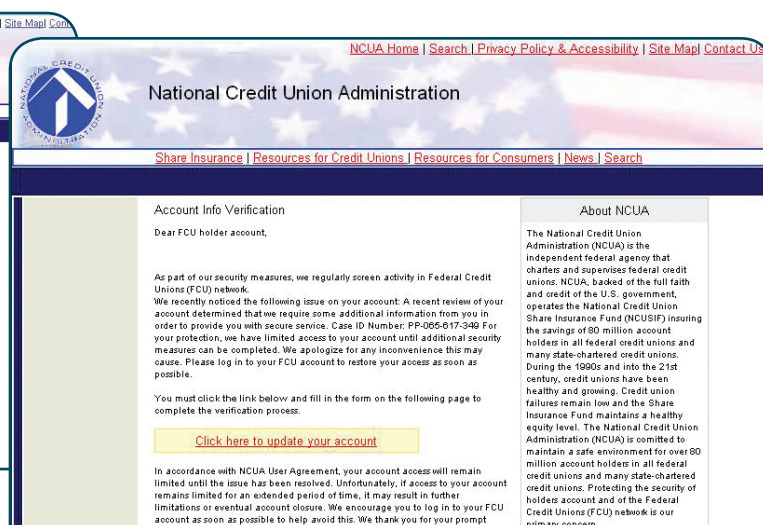 | Site Map| Con
NCUA Home | Search | Privacy Policy & Accessibility | Site Map| Contact Us
NATIONAL CREDIT UNION ADMINISTRATION
National Credit Union Administration
Share Insurance | Resources for Credit Unions | Resources for Consumers | News | Search
Account Info Verification
Dear FCU holder account,
As part of our security measures, we regularly screen activity in Federal Credit
Unions (FCU) network.
We recently noticed the following issue on your account: A recent review of your
account determined that we require some additional information from you in
order to provide you with secure service. Case ID Number: PP-065-617-349 For
your protection, we have limited access to your account until additional security
measures can be completed. We apologize for any inconvenience this may
cause. Please log in to your FCU account to restore your access as soon as
possible.
You must click the link below and fill in the form on the following page to
complete the verification process.
Click here to update your account
In accordance with NCUA User Agreement, your account access will remain
limited until the issue has been resolved. Unfortunately, if access to your account
remains limited for an extended period of time, it may result in further
limitations or eventual account closure. We encourage you to log in to your FCU
account as soon as possible to help avoid this. We thank you for your prompt
About NCUA
The National Credit Union
Administration (NCUA) is the
independent federal agency that
charters and supervises federal credit
unions. NCUA, backed of the full faith
and credit of the U.S. government,
operates the National Credit Union
Share Insurance Fund (NCUSIF) insuring
the savings of 80 million account
holders in all federal credit unions and
many state-chartered credit unions.
During the 1990s and into the 21st
century, credit unions have been
healthy and growing. Credit union
failures remain low and the Share
Insurance Fund maintains a healthy
equity level. The National Credit Union
Administration (NCUA) is comitted to
maintain a safe environment for over 80
million account holders in all federal
credit unions and many state-chartered
credit unions. Protecting the security of
holders account and of the Federal
Credit Unions (FCU) network is our
primary concern.